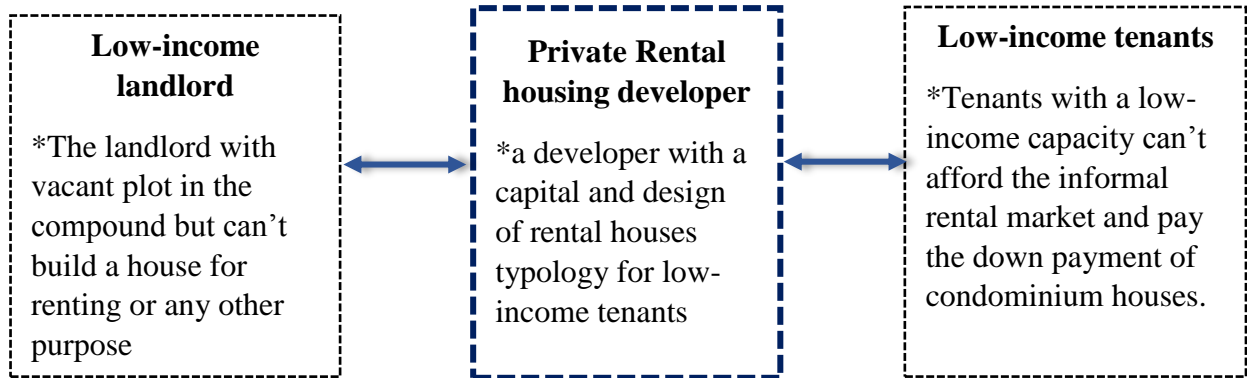 Low-income
landlord
*The landlord with
vacant plot in the
compound but can’t
build a house for
renting or any other
purpose
Private Rental
housing developer
*a developer with a
capital and design
of rental houses
typology for low-
income tenants
Low-income tenants
*Tenants with a low-
income capacity can’t
afford the informal
rental market and pay
the down payment of
condominium houses.